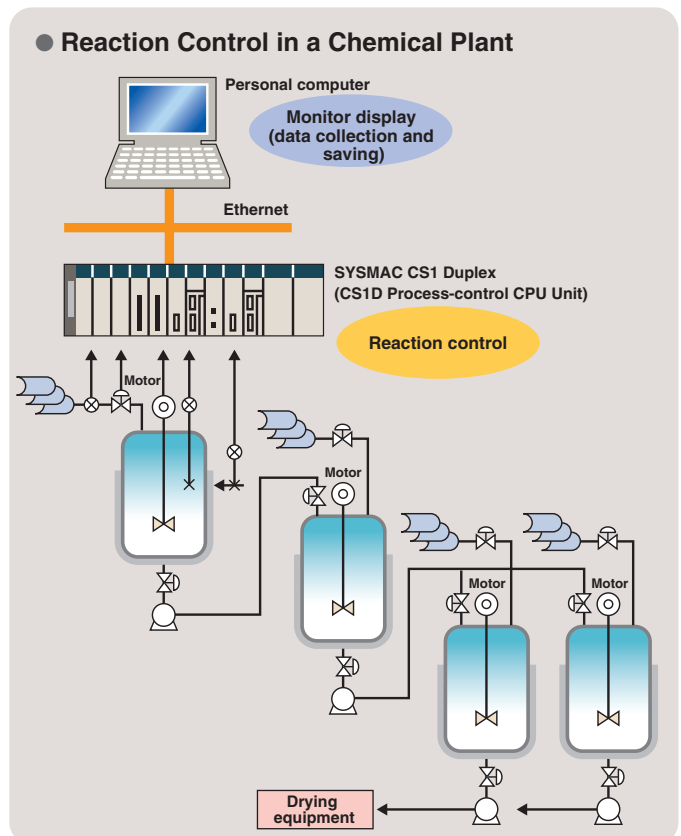 Reaction Control in a Chemical Plant
Personal computer
Monitor display
(data collection and
saving)
Ethernet
SYSMAC CS1 Duplex
(CS1D Process-control CPU Unit)
Reaction control
Motor
Motor
Motor
Motor
Drying
equipment